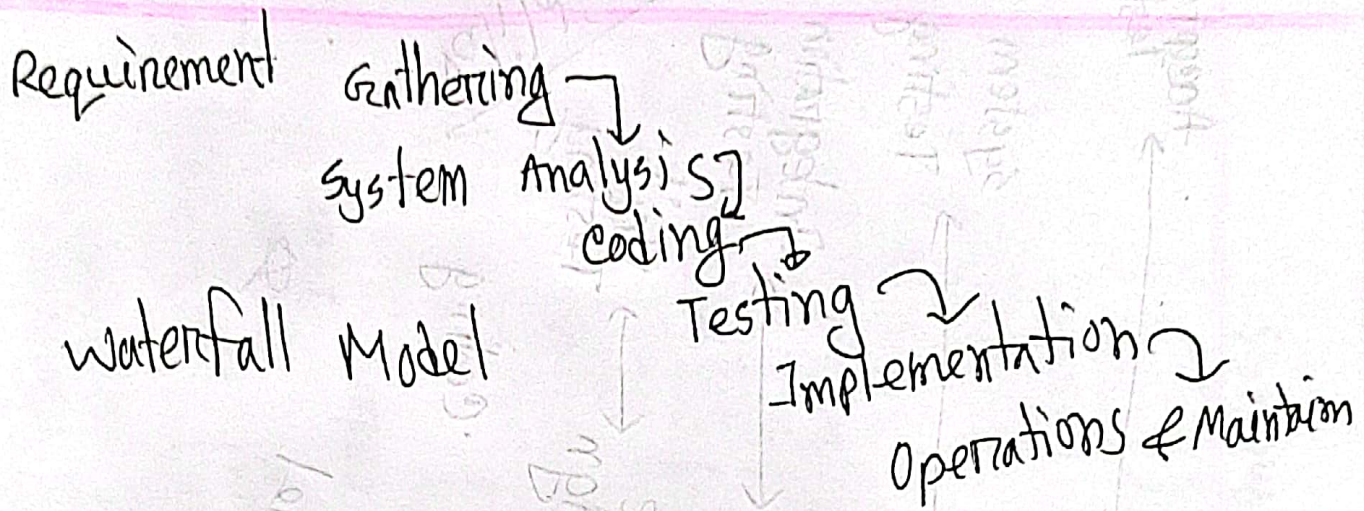 Requirement Gathering
System Analysis
Coding
Testing
Waterfall Model
Implementation
Operations & Maintain